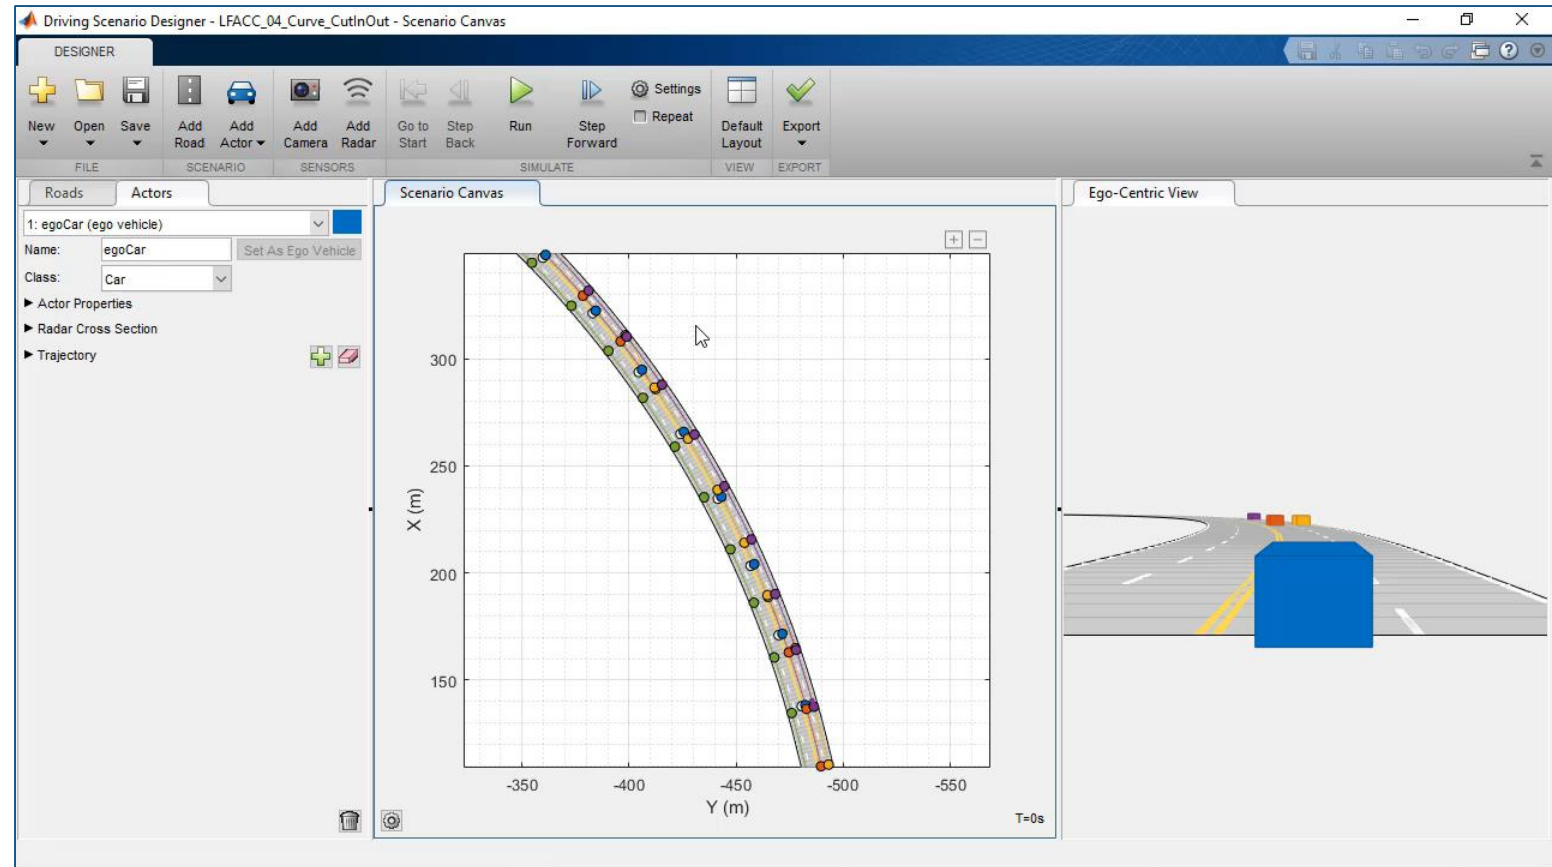 Driving Scenario Designer - LFACC_04_Curve_CutInOut - Scenario Canvas
DESIGNER
New
Open
Save
Add Road
Add Actor
Add Camera
Add Radar
Go to Start
Step Back
Run
Step Forward
Settings
Repeat
Default Layout
Export
FILE
SCENARIO
SENSORS
SIMULATE
VIEW
EXPORT
Roads
Actors
1: egoCar (ego vehicle)
Name:
egoCar
Set As Ego Vehicle
Class:
Car
Actor Properties
Radar Cross Section
Trajectory
Scenario Canvas
300
250
200
150
X (m)
-350
-400
-450
-500
-550
Y (m)
T=0s
Ego-Centric View